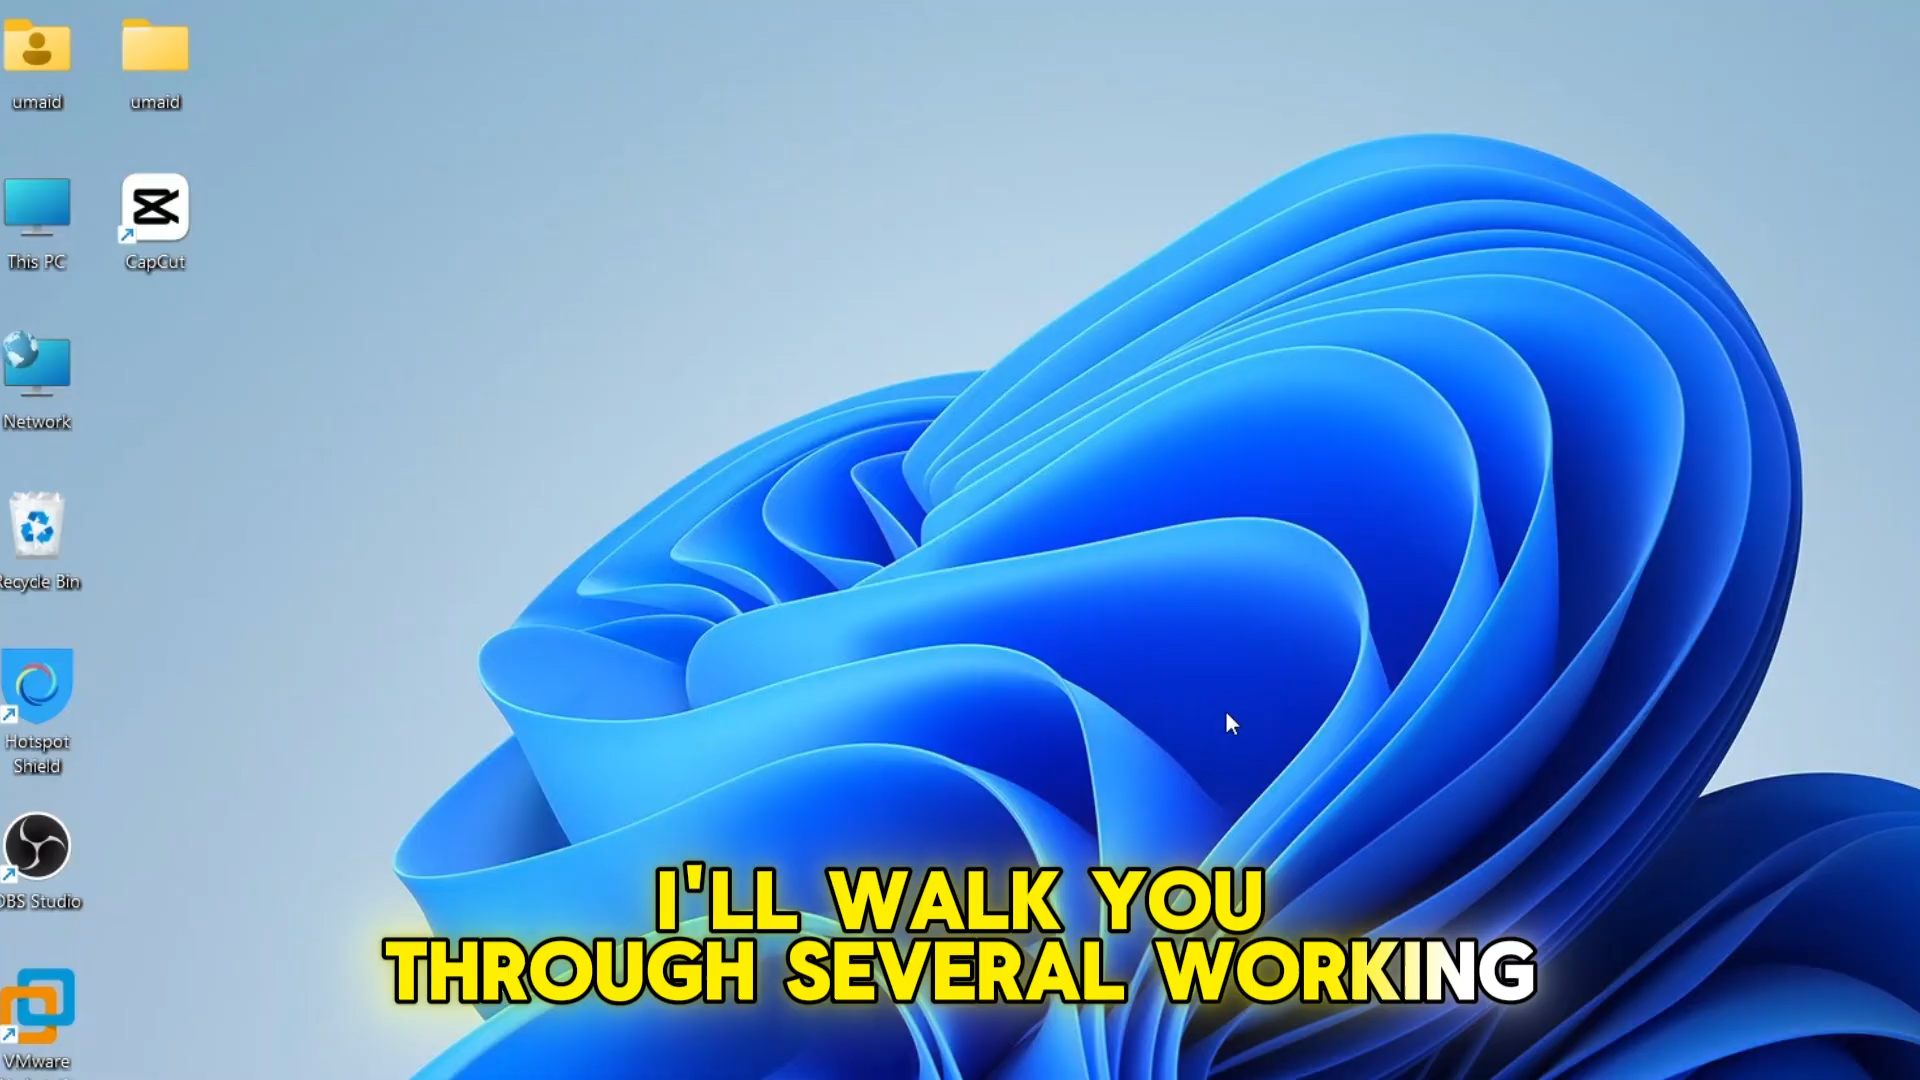 umaid
umaid
This PC
CapCut
Network
Recycle Bin
Hotspot
Shield
OBS Studio
VMware
I'LL WALK YOU
THROUGH SEVERAL WORKING